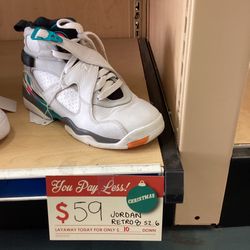 You Pay Less!
CHRISTMAS
$59 JORDAN
RETRO 8 SZ.6
LAYAWAY TODAY FOR ONLY $ 10 DOWN